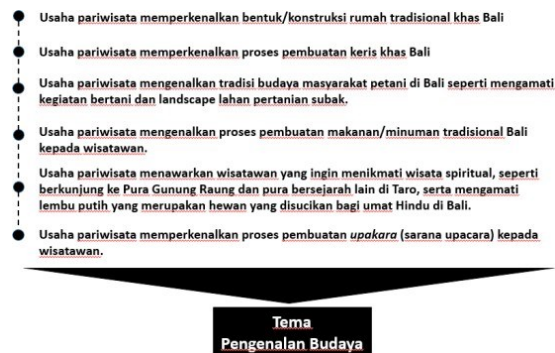 Usaha pariwisata memperkenalkan bentuk/konstruksi rumah tradisional khas Bali
Usaha pariwisata memperkenalkan proses pembuatan keris khas Bali
Usaha pariwisata mengenalkan tradisi budaya masyarakat petani di Bali seperti mengamati
kegiatan bertani dan landscape lahan pertanian subak.
Usaha pariwisata mengenalkan proses pembuatan makanan/minuman tradisional Bali
kepada wisatawan.
Usaha pariwisata menawarkan wisatawan yang ingin menikmati wisata spiritual, seperti
berkunjung ke Pura Gunung Raung dan pura bersejarah lain di Taro, serta mengamati
lembu putih yang merupakan hewan yang disucikan bagi umat Hindu di Bali.
Usaha pariwisata memperkenalkan proses pembuatan upakara (sarana upacara) kepada
wisatawan.
Tema
Pengenalan Budaya